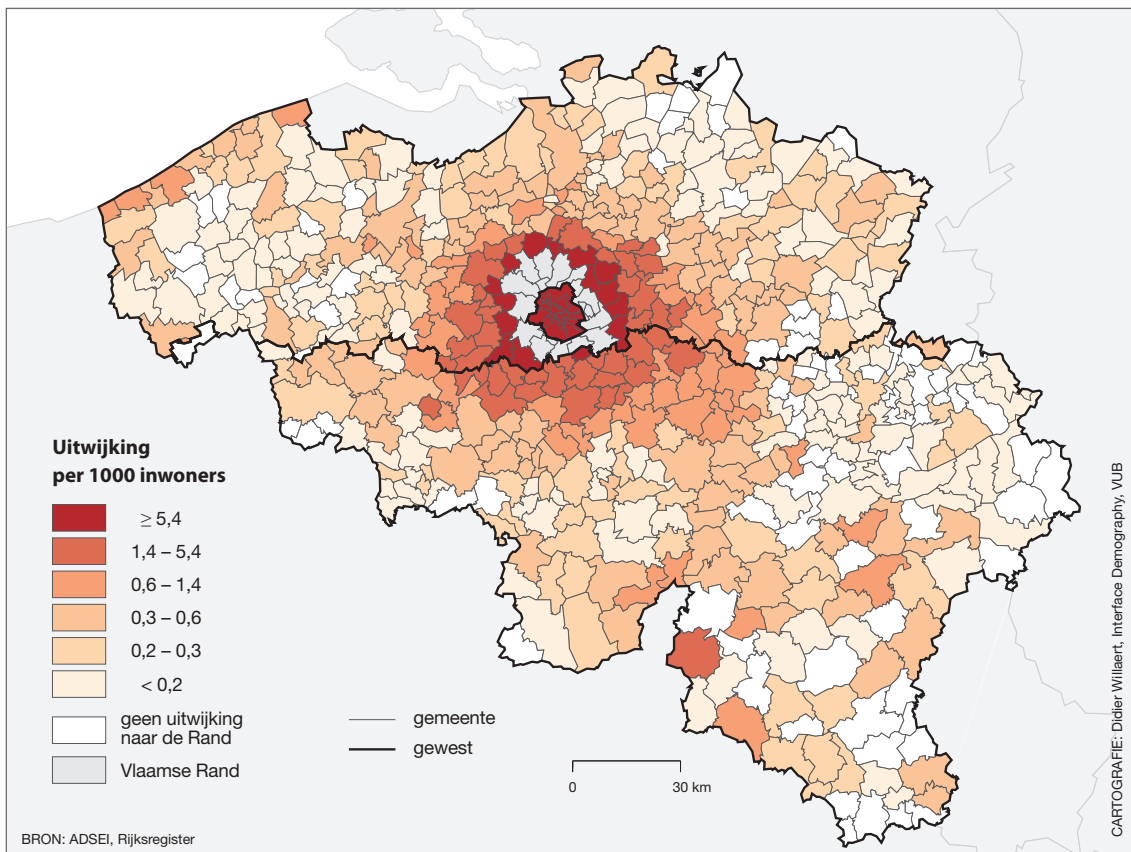 Uitwijking
per 1000 inwoners
≥ 5,4
1,4 – 5,4
0,6 – 1,4
0,3 – 0,6
0,2 – 0,3
< 0,2
geen uitwijking
naar de Rand
Vlaamse Rand
gemeente
gewest
0 30 km
BRON: ADSEI, Rijksregister
CARTOGRAFIE: Didier Willaert, Interface Demography, VUB